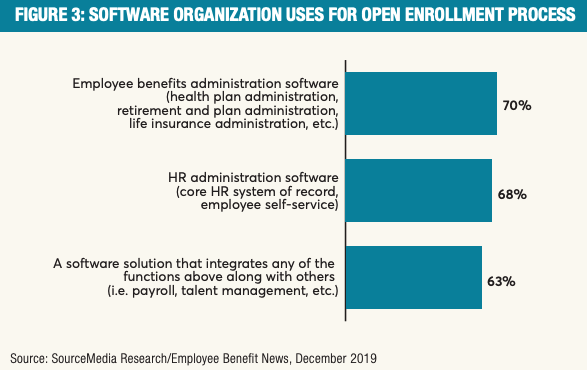 FIGURE 3: SOFTWARE ORGANIZATION USES FOR OPEN ENROLLMENT PROCESS
Employee benefits administration software
(health plan administration,
retirement and plan administration,
life insurance administration, etc.)
70%
HR administration software
(core HR system of record,
employee self-service)
68%
A software solution that integrates any of the
functions above along with others
(i.e. payroll, talent management, etc.)
63%
Source: SourceMedia Research/Employee Benefit News, December 2019